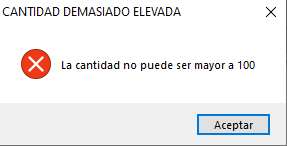 CANTIDAD DEMASIADO ELEVADA
La cantidad no puede ser mayor a 100
Aceptar